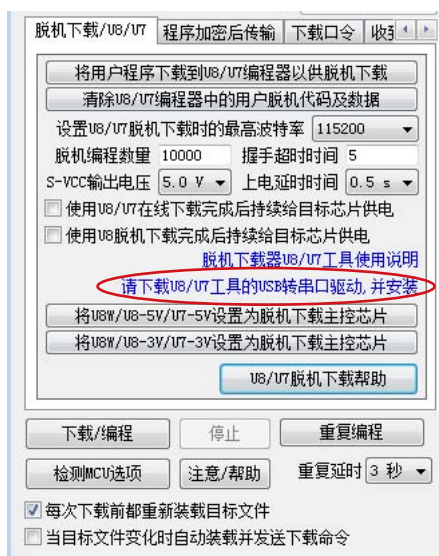 脱机下载/U8/U7 程序加密后传输 下载口令
将用户程序下载到U8/U7编程器以供脱机下载
清除U8/U7编程器中的用户脱机代码及数据
设置U8/U7脱机下载时的最高波特率 115200
脱机编程数量 10000 握手超时时间 5
S-VCC输出电压 5.0 V 上电延时时间 0.5 s
使用U8/U7在线下载完成后持续给目标芯片供电
使用U8脱机下载完成后持续给目标芯片供电
脱机下载器U8/U7工具使用说明
请下载U8/U7工具的USB转串口驱动,并安装
将U8W/U8-5V/U7-5V设置为脱机下载主控芯片
将U8W/U8-3V/U7-3V设置为脱机下载主控芯片
U8/U7脱机下载帮助
下载/编程 停止 重复编程
检测MCU选项 注意/帮助 重复延时 3 秒
每次下载前都重新装载目标文件
当目标文件变化时自动装载并发送下载命令